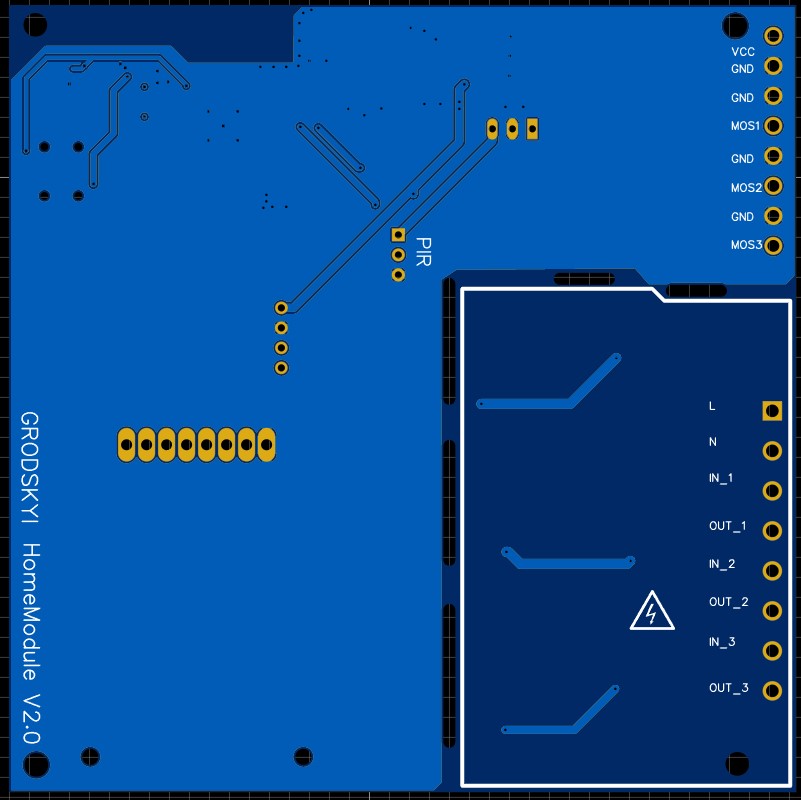 VCC
GND
GND
MOS1
GND
MOS2
GND
MOS3
PIR
L
N
IN_1
OUT_1
IN_2
OUT_2
IN_3
OUT_3
GRODSKYI HomeModule V2.0